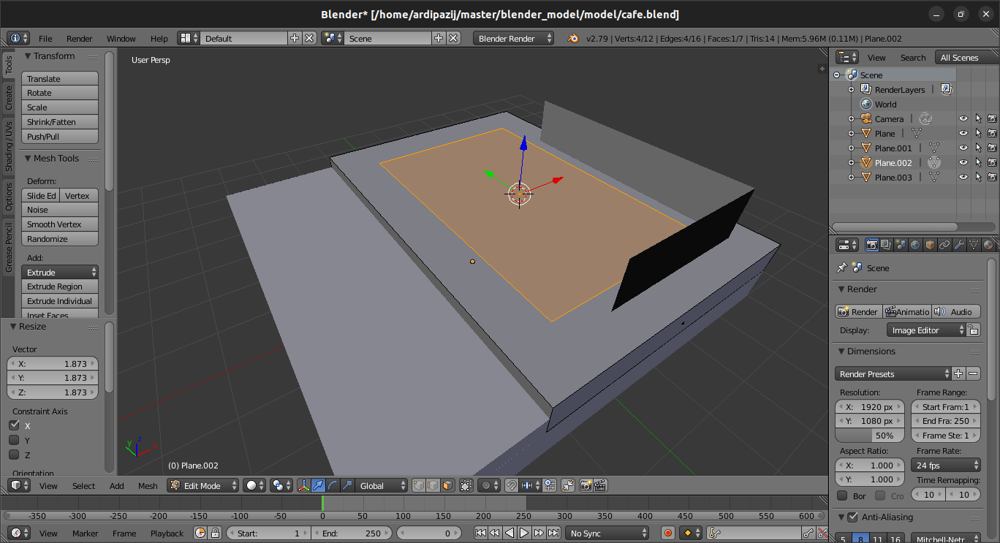 Blender* [/home/ardipazij/master/blender_model/model/cafe.blend]
File Render Window Help Default Scene Blender Render v2.79 | Verts:4/12 | Edges:4/16 | Faces:1/7 | Tris:14 | Mem:5.96M (0.11M) | Plane.002
Tools
Create
Shading / UVs
Options
Grease Pencil
Transform
Translate
Rotate
Scale
Shrink/Fatten
Push/Pull
Mesh Tools
Deform:
Slide Ed Vertex
Noise
Smooth Vertex
Randomize
Add:
Extrude
Extrude Region
Extrude Individual
Inset Faces
Resize
Vector
X: 1.873
Y: 1.873
Z: 1.873
Constraint Axis
X
Y
Z
Orientation
User Persp
y z x
(0) Plane.002
View Select Add Mesh Edit Mode Global
View Search All Scenes
Scene
RenderLayers |
World
Camera |
Plane |
Plane.001 |
Plane.002 |
Plane.003 |
Scene
Render
Render Animatio Audio
Display: Image Editor
Dimensions
Render Presets
Resolution: Frame Range:
X: 1920 px Start Fram:1
Y: 1080 px End Fra: 250
50% Frame Ste: 1
Aspect Ratio: Frame Rate:
X: 1.000 24 fps
Y: 1.000 Time Remapping:
Bor Cro 10 10
Anti-Aliasing
5 8 11 16 Mitchell-Netr...
-350 -300 -250 -200 -150 -100 -50 0 50 100 150 200 250 300 350 400 450 500 550 600
View Marker Frame Playback Start: 1 End: 250 0 No Sync